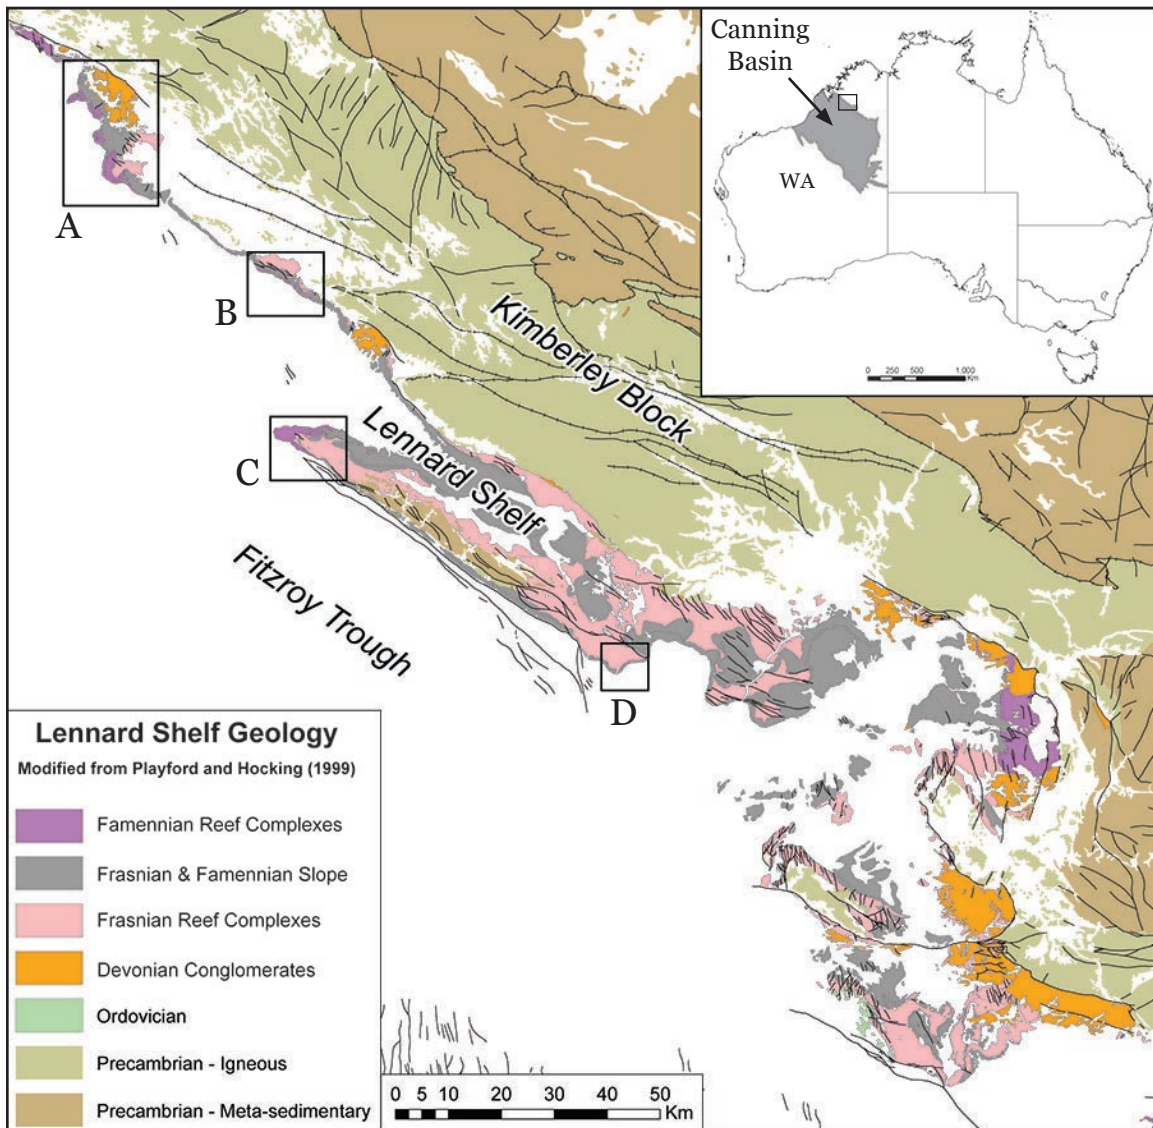 Canning
Basin
WA
0 250 500 1,000
Km
A
B
Kimberley Block
Lennard Shelf
C
Fitzroy Trough
D
Lennard Shelf Geology
Modified from Playford and Hocking (1999)
Famennian Reef Complexes
Frasnian & Famennian Slope
Frasnian Reef Complexes
Devonian Conglomerates
Ordovician
Precambrian - Igneous
Precambrian - Meta-sedimentary
0 5 10 20 30 40 50
Km